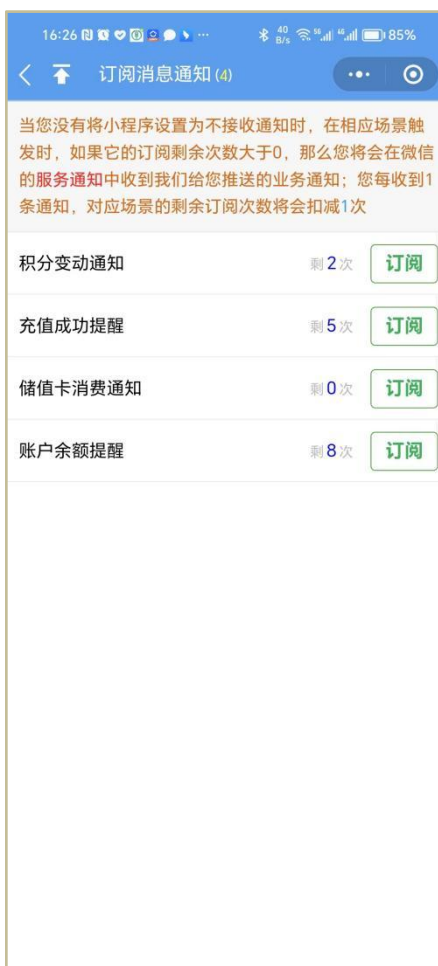 16:26 ··· 40 B/s 5G 4G 85%
订阅消息通知(4)
当您没有将小程序设置为不接收通知时，在相应场景触
发时，如果它的订阅剩余次数大于0，那么您将会在微信
的服务通知中收到我们给您推送的业务通知；您每收到1
条通知，对应场景的剩余订阅次数将会扣减1次
积分变动通知 剩2次 订阅
充值成功提醒 剩5次 订阅
储值卡消费通知 剩0次 订阅
账户余额提醒 剩8次 订阅